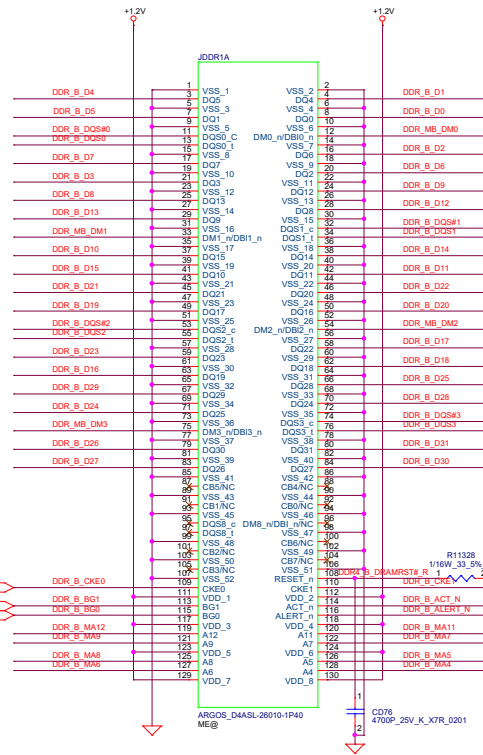 +1.2V +1.2V
JDDR1A
1 VSS_1 VSS_2 2
DDR_B_D4 3 DQ5 DQ4 4 DDR_B_D1
5 VSS_3 VSS_4 6
DDR_B_D5 7 DQ1 DQ0 8 DDR_B_D0
9 VSS_5 VSS_6 10
DDR_B_DQS#0 11 DQS0_C DM0_n/DBI0_n 12 DDR_MB_DM0
DDR_B_DQS0 13 DQS0_t VSS_7 14
15 VSS_8 DQ6 16 DDR_B_D2
DDR_B_D7 17 DQ7 VSS_9 18
19 VSS_10 DQ2 20 DDR_B_D6
DDR_B_D3 21 DQ3 VSS_11 22
23 VSS_12 DQ12 24 DDR_B_D9
DDR_B_D8 25 DQ13 VSS_13 26
27 VSS_14 DQ8 28 DDR_B_D12
DDR_B_D13 29 DQ9 VSS_15 30
31 VSS_16 DQS1_c 32 DDR_B_DQS#1
DDR_MB_DM1 33 DM1_n/DBI1_n DQS1_t 34 DDR_B_DQS1
35 VSS_17 VSS_18 36
DDR_B_D10 37 DQ15 DQ14 38 DDR_B_D14
39 VSS_19 VSS_20 40
DDR_B_D15 41 DQ10 DQ11 42 DDR_B_D11
43 VSS_21 VSS_22 44
DDR_B_D21 45 DQ21 DQ20 46 DDR_B_D22
47 VSS_23 VSS_24 48
DDR_B_D19 49 DQ17 DQ16 50 DDR_B_D20
51 VSS_25 VSS_26 52
DDR_B_DQS#2 53 DQS2_c DM2_n/DBI2_n 54 DDR_MB_DM2
DDR_B_DQS2 55 DQS2_t VSS_27 56
57 VSS_28 DQ22 58 DDR_B_D17
DDR_B_D23 59 DQ23 VSS_29 60
61 VSS_30 DQ18 62 DDR_B_D18
DDR_B_D16 63 DQ19 VSS_31 64
65 VSS_32 DQ28 66 DDR_B_D25
DDR_B_D29 67 DQ29 VSS_33 68
69 VSS_34 DQ24 70 DDR_B_D28
DDR_B_D24 71 DQ25 VSS_35 72
73 VSS_36 DQS3_c 74 DDR_B_DQS#3
DDR_MB_DM3 75 DM3_n/DBI3_n DQS3_t 76 DDR_B_DQS3
77 VSS_37 VSS_38 78
DDR_B_D26 79 DQ30 DQ31 80 DDR_B_D31
81 VSS_39 VSS_40 82
DDR_B_D27 83 DQ26 DQ27 84 DDR_B_D30
85 VSS_41 VSS_42 86
87 CB5/NC CB4/NC 88
89 VSS_43 VSS_44 90
91 CB1/NC CB0/NC 92
93 VSS_45 VSS_46 94
95 DQS8_c DM8_n/DBI_n/NC 96
97 DQS8_t VSS_47 98
99 VSS_48 CB6/NC 100
101 CB2/NC VSS_49 102
103 VSS_50 CB7/NC 104
105 CB3/NC VSS_51 106
107 VSS_52 RESET_n 108 DDR4_B_DRAMRST#_R
R11328
1/16W_33_5%
DDR_B_CKE0 109 CKE0 CKE1 110 DDR_B_CKE1 1 2
111 VDD_1 VDD_2 112
DDR_B_BG1 113 BG1 ACT_n 114 DDR_B_ACT_N
DDR_B_BG0 115 BG0 ALERT_n 116 DDR_B_ALERT_N
117 VDD_3 VDD_4 118
DDR_B_MA12 119 A12 A11 120 DDR_B_MA11
DDR_B_MA9 121 A9 A7 122 DDR_B_MA7
123 VDD_5 VDD_6 124
DDR_B_MA8 125 A8 A5 126 DDR_B_MA5
DDR_B_MA6 127 A6 A4 128 DDR_B_MA4
129 VDD_7 VDD_8 130
ARGOS_D4ASL-26010-1P40
ME@
1
CD76
4700P_25V_K_X7R_0201
2